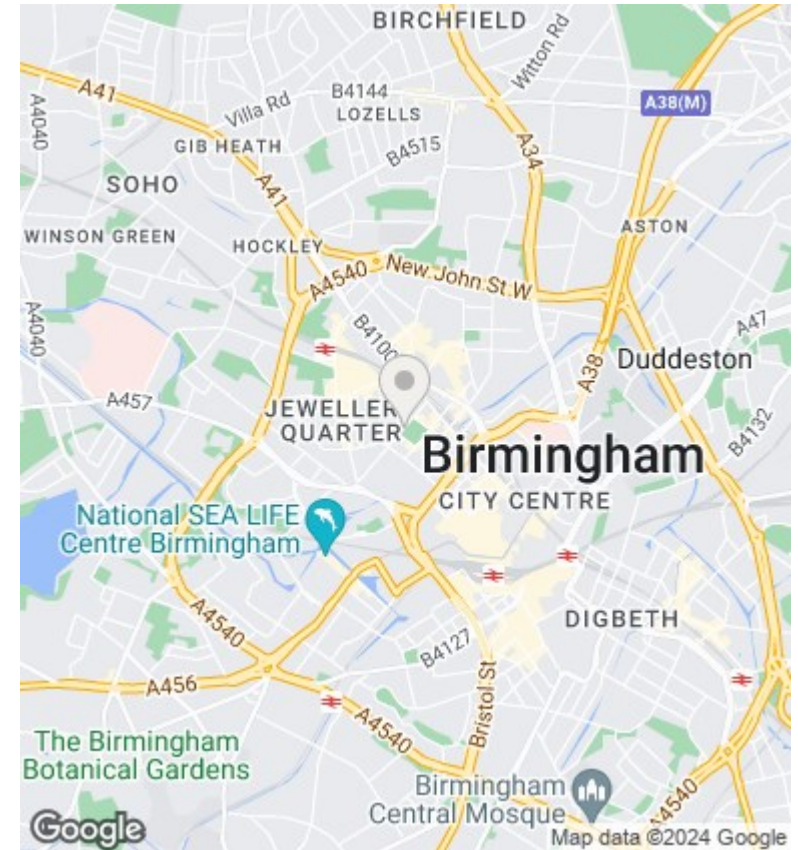 BIRCHFIELD
Witton Rd
A41
B4144
Villa Rd
LOZELLS
A38(M)
A4040
GIB HEATH
B4515
A34
SOHO
A41
ASTON
WINSON GREEN
HOCKLEY
New John St W
A4540
A4040
B4100
A47
A38
Duddeston
A457
JEWELLER
QUARTER
B4132
Birmingham
CITY CENTRE
National SEA LIFE
Centre Birmingham
DIGBETH
A4540
B4127
A456
Bristol St
A4540
The Birmingham
Botanical Gardens
Birmingham
Central Mosque
A4540
Google
Map data ©2024 Google